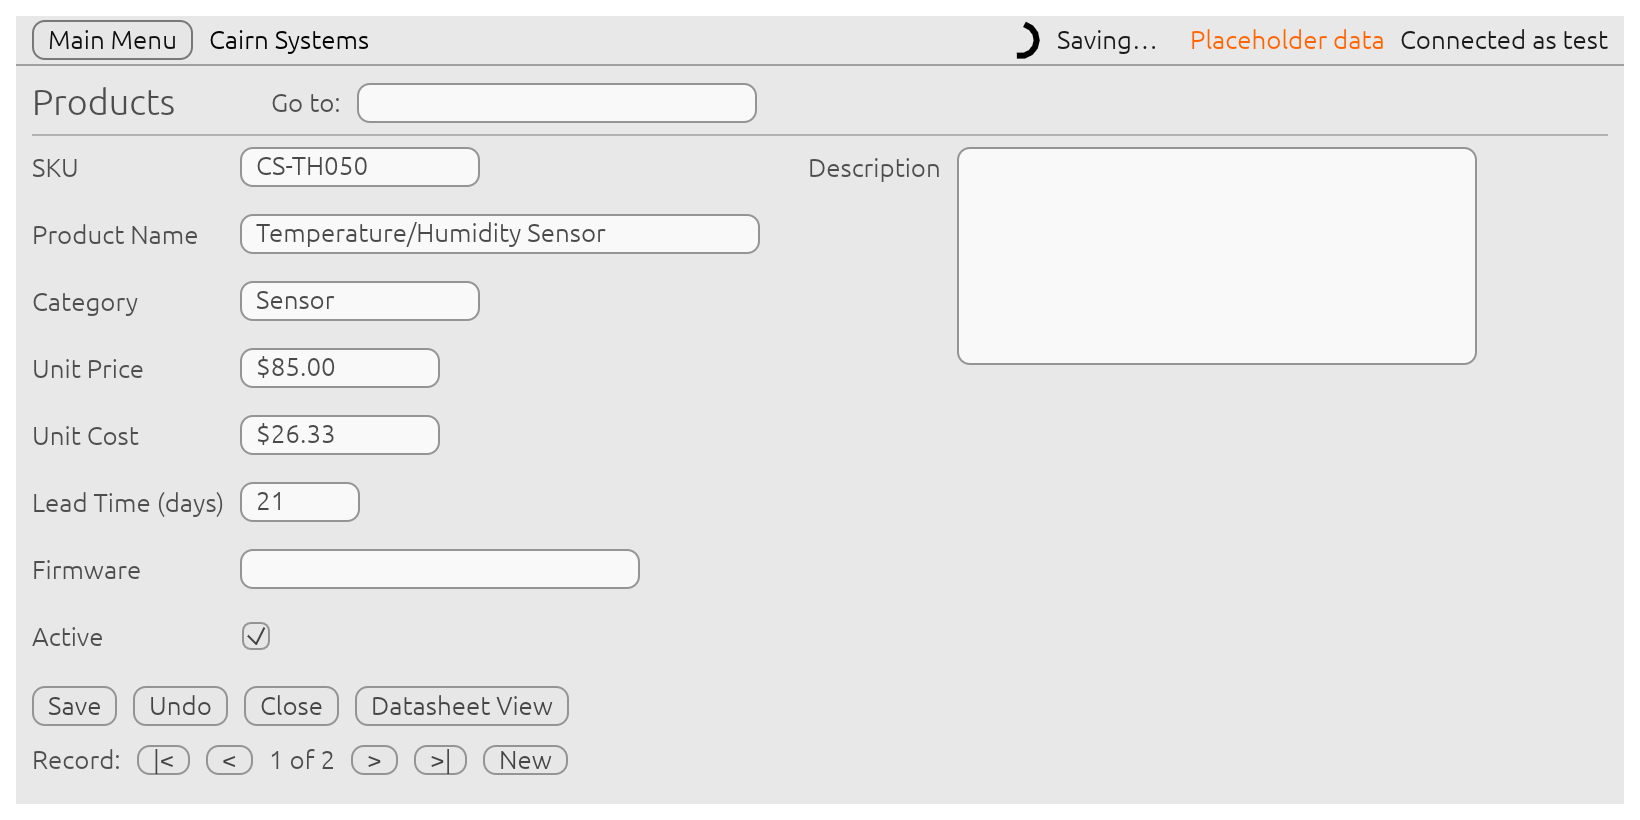 Main Menu Cairn Systems Saving... Placeholder data Connected as test
Products Go to:
SKU CS-TH050 Description
Product Name Temperature/Humidity Sensor
Category Sensor
Unit Price $85.00
Unit Cost $26.33
Lead Time (days) 21
Firmware
Active
Save Undo Close Datasheet View
Record: |< < 1 of 2 > >| New